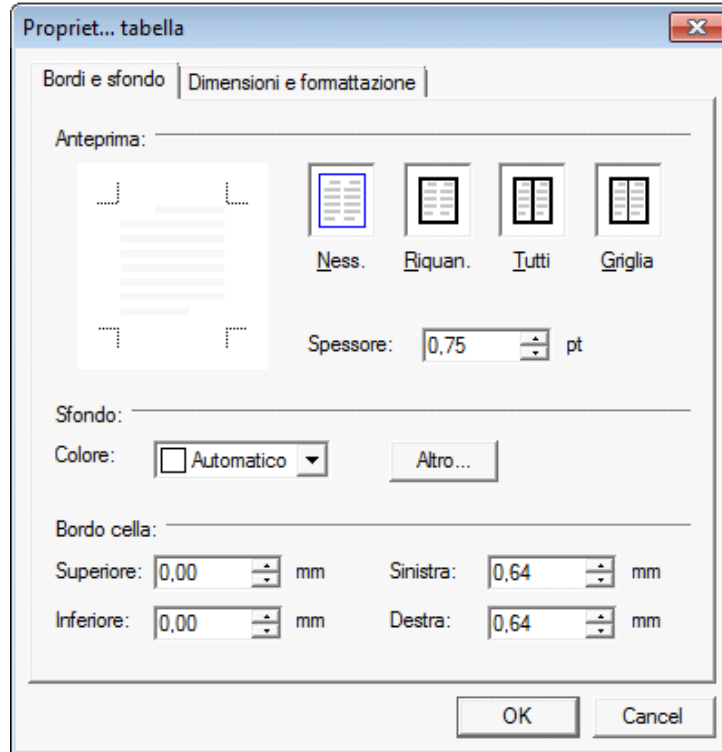 Propriet... tabella
Bordi e sfondo Dimensioni e formattazione
Anteprima:
Ness. Riquan. Tutti Griglia
Spessore: 0,75 pt
Sfondo:
Colore: Automatico Altro...
Bordo cella:
Superiore: 0,00 mm Sinistra: 0,64 mm
Inferiore: 0,00 mm Destra: 0,64 mm
OK Cancel